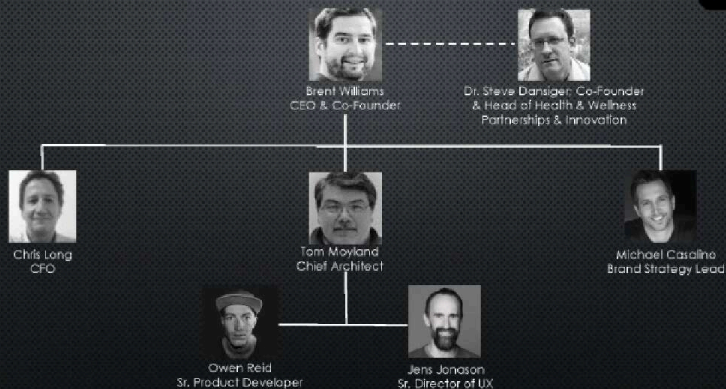 Brent Williams
CEO & Co-Founder
Dr. Steve Dansiger; Co-Founder
& Head of Health & Wellness
Partnerships & Innovation
Chris Long
CFO
Tom Moyland
Chief Architect
Michael Casalino
Brand Strategy Lead
Owen Reid
Sr. Product Developer
Jens Jonason
Sr. Director of UX